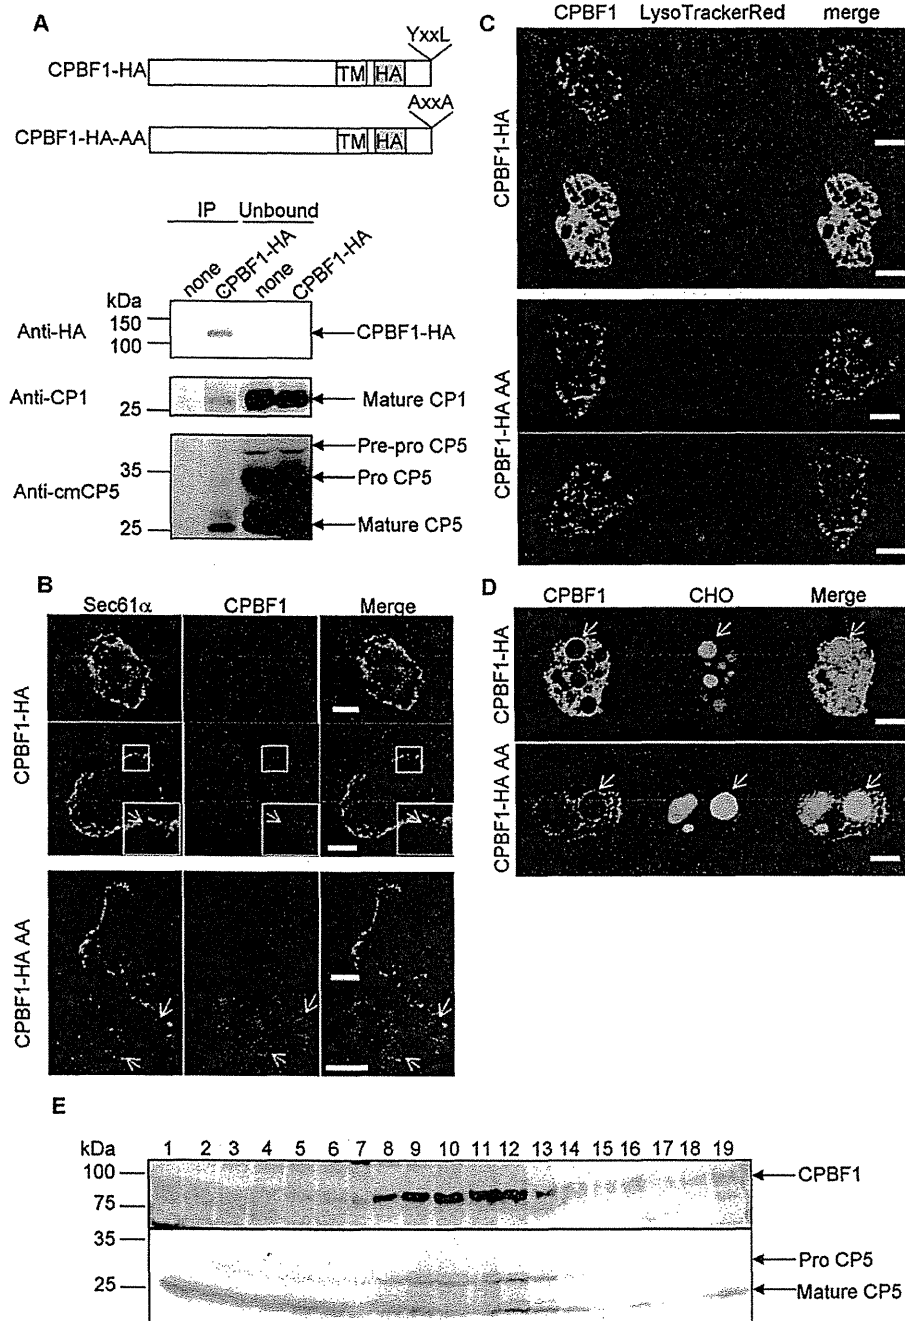 A
YxxL
CPBF1-HA
TM
HA
AxxA
CPBF1-HA-AA
TM
HA
IP
Unbound
none
CPBF1-HA
none
CPBF1-HA
kDa
Anti-HA
150
100
CPBF1-HA
Anti-CP1
25
Mature CP1
Anti-cmCP5
35
25
Pre-pro CP5
Pro CP5
Mature CP5
B
Sec61α
CPBF1
Merge
CPBF1-HA
CPBF1-HA AA
C
CPBF1
LysoTrackerRed
merge
CPBF1-HA
CPBF1-HA AA
D
CPBF1
CHO
Merge
CPBF1-HA
CPBF1-HA AA
E
kDa
1 2 3 4 5 6 7 8 9 10 11 12 13 14 15 16 17 18 19
100
75
CPBF1
35
25
Pro CP5
Mature CP5